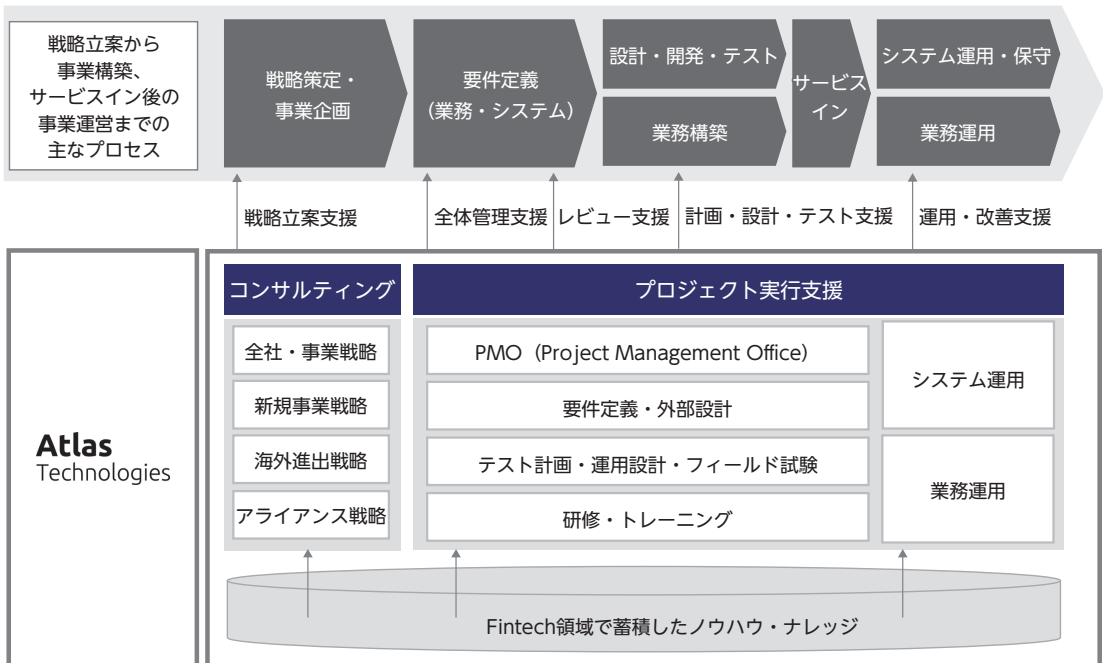 戦略立案から
事業構築、
サービスイン後の
事業運営までの
主なプロセス
戦略策定・
事業企画
要件定義
（業務・システム）
設計・開発・テスト
業務構築
サービス
イン
システム運用・保守
業務運用
戦略立案支援
全体管理支援
レビュー支援
計画・設計・テスト支援
運用・改善支援
Atlas
Technologies
コンサルティング
全社・事業戦略
新規事業戦略
海外進出戦略
アライアンス戦略
プロジェクト実行支援
PMO（Project Management Office）
要件定義・外部設計
テスト計画・運用設計・フィールド試験
研修・トレーニング
システム運用
業務運用
Fintech領域で蓄積したノウハウ・ナレッジ